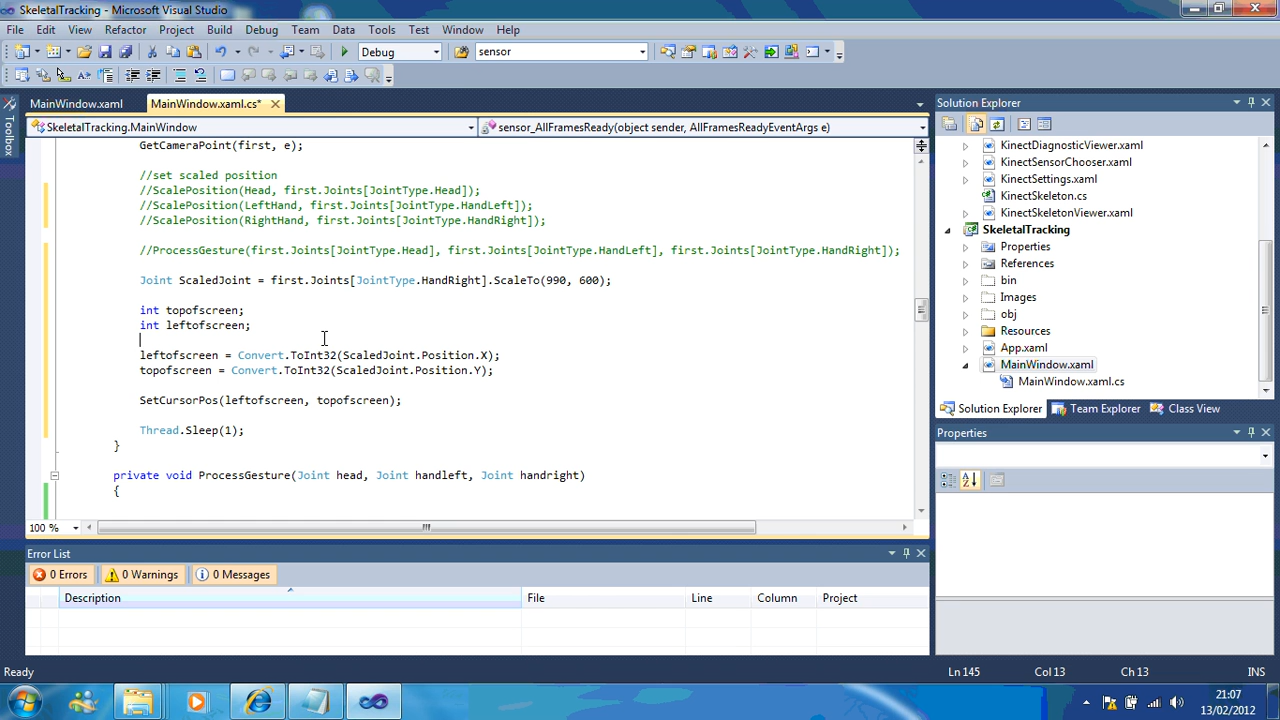 SkeletalTracking - Microsoft Visual Studio
File Edit View Refactor Project Build Debug Team Data Tools Test Window Help
Debug sensor
Toolbox
MainWindow.xaml MainWindow.xaml.cs*
SkeletalTracking.MainWindow sensor_AllFramesReady(object sender, AllFramesReadyEventArgs e)
GetCameraPoint(first, e);
//set scaled position
//ScalePosition(Head, first.Joints[JointType.Head]);
//ScalePosition(LeftHand, first.Joints[JointType.HandLeft]);
//ScalePosition(RightHand, first.Joints[JointType.HandRight]);
//ProcessGesture(first.Joints[JointType.Head], first.Joints[JointType.HandLeft], first.Joints[JointType.HandRight]);
Joint ScaledJoint = first.Joints[JointType.HandRight].ScaleTo(990, 600);
int topofscreen;
int leftofscreen;
leftofscreen = Convert.ToInt32(ScaledJoint.Position.X);
topofscreen = Convert.ToInt32(ScaledJoint.Position.Y);
SetCursorPos(leftofscreen, topofscreen);
Thread.Sleep(1);
}
private void ProcessGesture(Joint head, Joint handleft, Joint handright)
{
100 %
Solution Explorer
KinectDiagnosticViewer.xaml
KinectSensorChooser.xaml
KinectSettings.xaml
KinectSkeleton.cs
KinectSkeletonViewer.xaml
SkeletalTracking
Properties
References
bin
Images
obj
Resources
App.xaml
MainWindow.xaml
MainWindow.xaml.cs
Solution Explorer Team Explorer Class View
Properties
Error List
0 Errors 0 Warnings 0 Messages
Description File Line Column Project
Ready Ln 145 Col 13 Ch 13 INS
21:07
13/02/2012